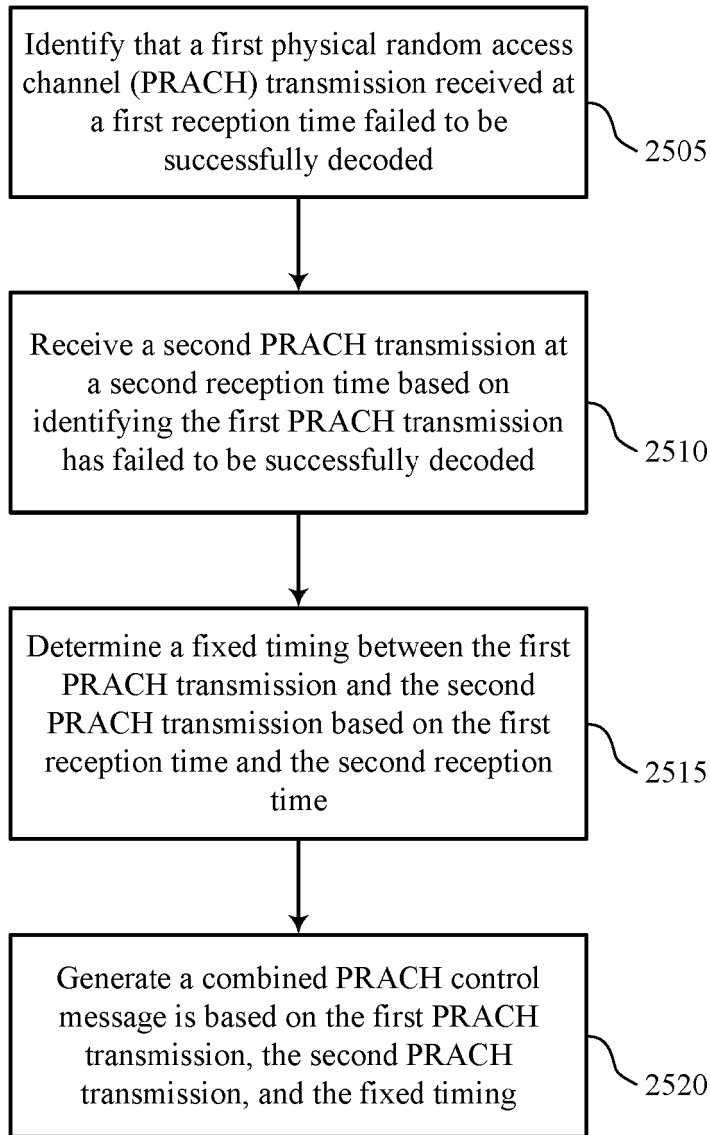 Identify that a first physical random access
channel (PRACH) transmission received at
a first reception time failed to be
successfully decoded
2505
Receive a second PRACH transmission at
a second reception time based on
identifying the first PRACH transmission
has failed to be successfully decoded
2510
Determine a fixed timing between the first
PRACH transmission and the second
PRACH transmission based on the first
reception time and the second reception
time
2515
Generate a combined PRACH control
message is based on the first PRACH
transmission, the second PRACH
transmission, and the fixed timing
2520